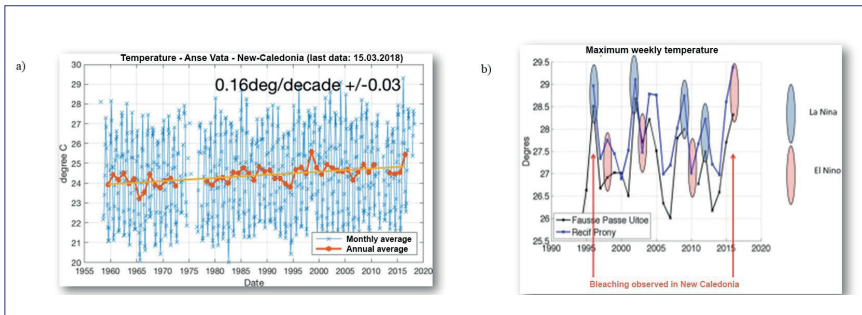 a)
Temperature - Anse Vata - New-Caledonia (last data: 15.03.2018)
0.16deg/decade +/-0.03
degree C
30
29
28
27
26
25
24
23
22
21
20
Monthly average
Annual average
1955 1960 1965 1970 1975 1980 1985 1990 1995 2000 2005 2010 2015 2020
Date
b)
Maximum weekly temperature
Degres
29.5
29
28.5
28
27.5
27
26.5
26
25.5
Fausse Passe Uitoe
Recif Prony
1990 1995 2000 2005 2010 2015 2020
Bleaching observed in New Caledonia
La Nina
El Nino